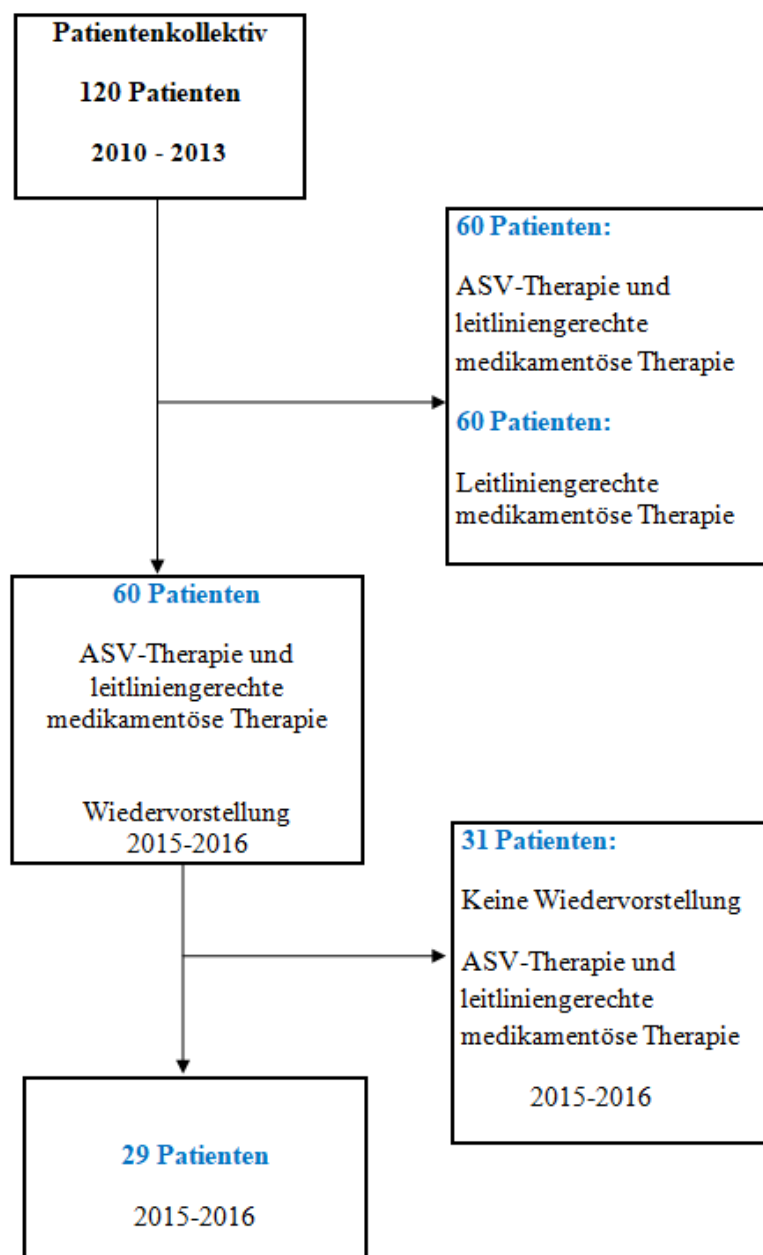 Patientenkollektiv
120 Patienten
2010 - 2013
60 Patienten:
ASV-Therapie und
leitliniengerechte
medikamentöse Therapie
60 Patienten:
Leitliniengerechte
medikamentöse Therapie
60 Patienten
ASV-Therapie und
leitliniengerechte
medikamentöse Therapie
Wiedervorstellung
2015-2016
31 Patienten:
Keine Wiedervorstellung
ASV-Therapie und
leitliniengerechte
medikamentöse Therapie
2015-2016
29 Patienten
2015-2016